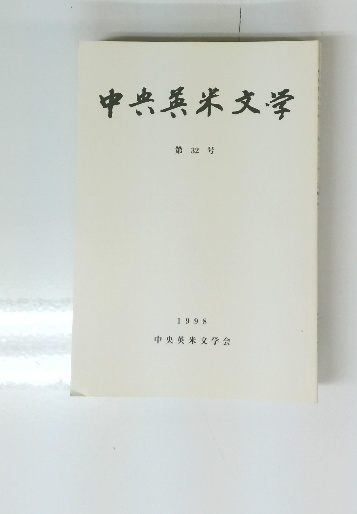 中央英米文学
第 32 号
1998
中央英米文学会